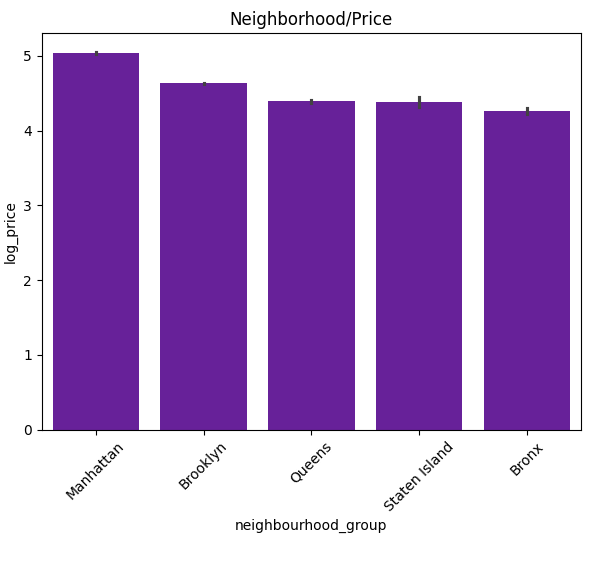 Neighborhood/Price
log_price
5
4
3
2
1
0
Manhattan
Brooklyn
Queens
Staten Island
Bronx
neighbourhood_group